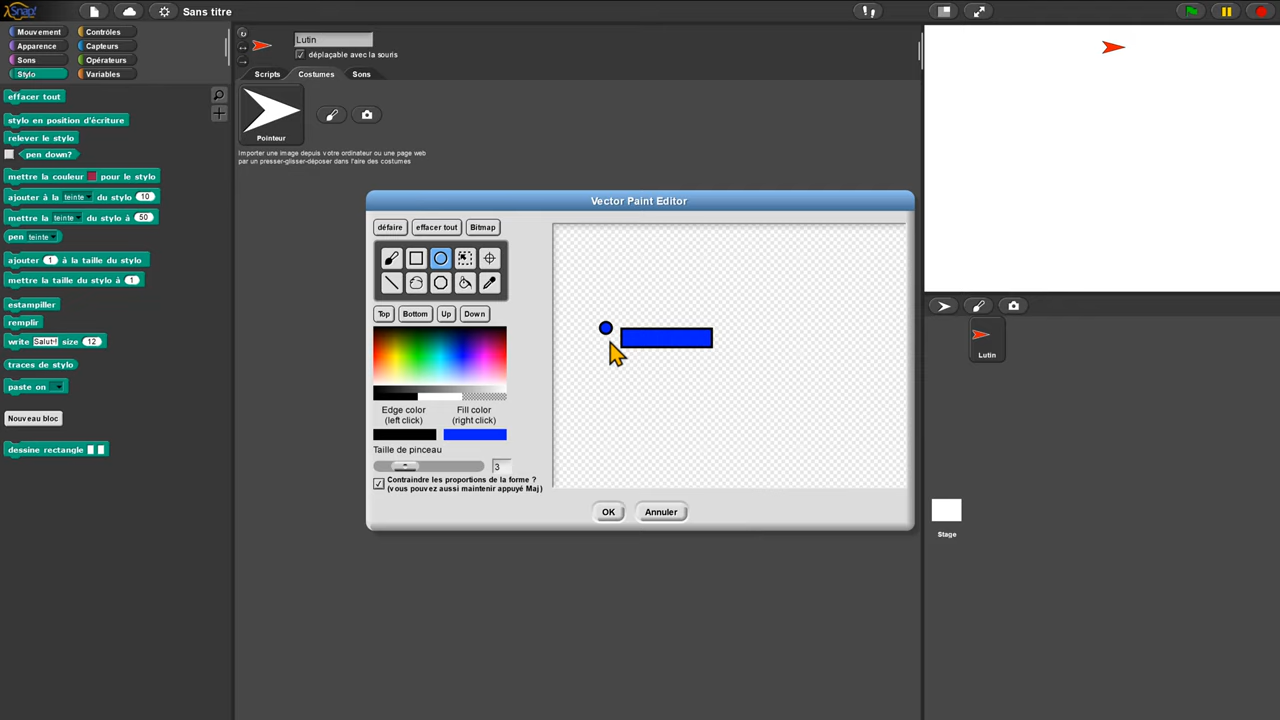 Snap!
Sans titre
Mouvement
Contrôles
Apparence
Capteurs
Sons
Opérateurs
Stylo
Variables
effacer tout
stylo en position d'écriture
relever le stylo
pen down?
mettre la couleur pour le stylo
ajouter à la teinte du stylo 10
mettre la teinte du stylo à 50
pen teinte
ajouter 1 à la taille du stylo
mettre la taille du stylo à 1
estampiller
remplir
write Salut! size 12
traces de stylo
paste on
Nouveau bloc
dessine rectangle
Lutin
déplaçable avec la souris
Scripts
Costumes
Sons
Pointeur
Importer une image depuis votre ordinateur ou une page web
par un presser-glisser-déposer dans l'aire des costumes
Vector Paint Editor
défaire
effacer tout
Bitmap
Top
Bottom
Up
Down
Edge color
(left click)
Fill color
(right click)
Taille de pinceau
3
Contraindre les proportions de la forme ?
(vous pouvez aussi maintenir appuyé Maj)
OK
Annuler
Lutin
Stage